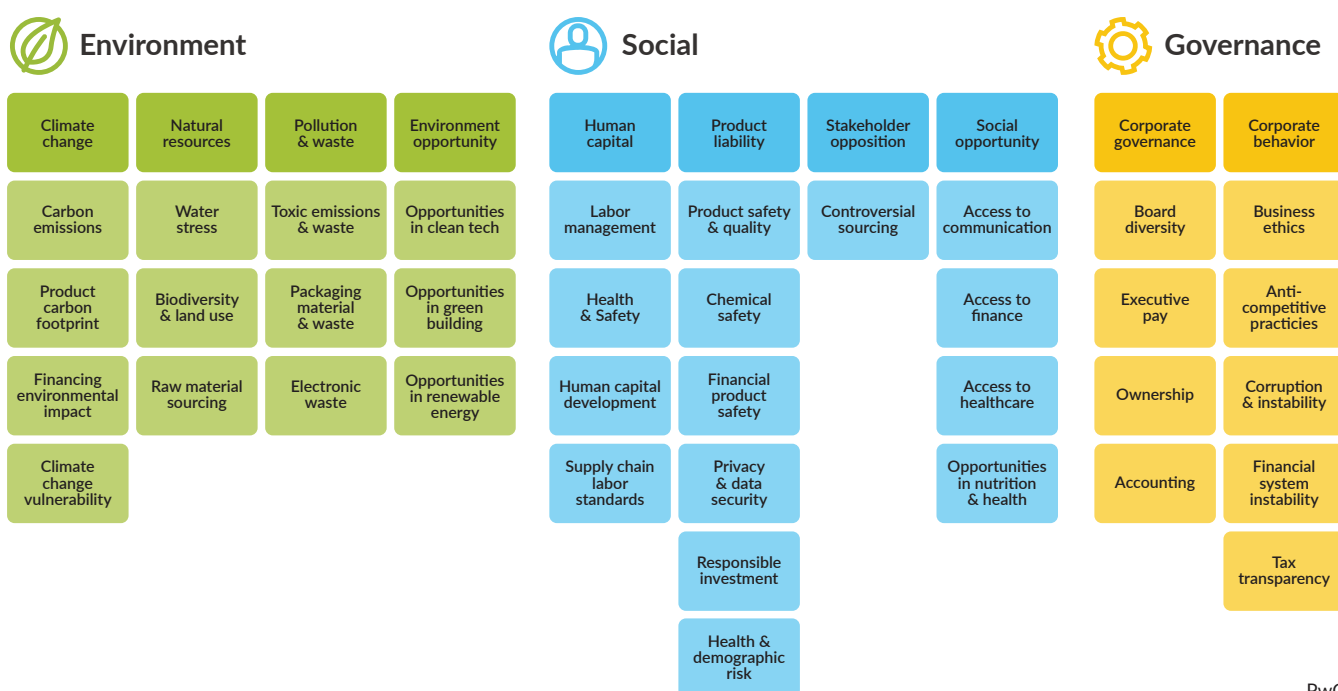 Environment
Social
Governance
Climate
change
Natural
resources
Pollution
& waste
Environment
opportunity
Human
capital
Product
liability
Stakeholder
opposition
Social
opportunity
Corporate
governance
Corporate
behavior
Carbon
emissions
Water
stress
Toxic emissions
& waste
Opportunities
in clean tech
Labor
management
Product safety
& quality
Controversial
sourcing
Access to
communication
Board
diversity
Business
ethics
Product
carbon
footprint
Biodiversity
& land use
Packaging
material
& waste
Opportunities
in green
building
Health
& Safety
Chemical
safety
Access to
finance
Executive
pay
Anti-
competitive
practicies
Financing
environmental
impact
Raw material
sourcing
Electronic
waste
Opportunities
in renewable
energy
Human capital
development
Financial
product
safety
Access to
healthcare
Ownership
Corruption
& instability
Climate
change
vulnerability
Supply chain
labor
standards
Privacy
& data
security
Opportunities
in nutrition
& health
Accounting
Financial
system
instability
Responsible
investment
Tax
transparency
Health &
demographic
risk